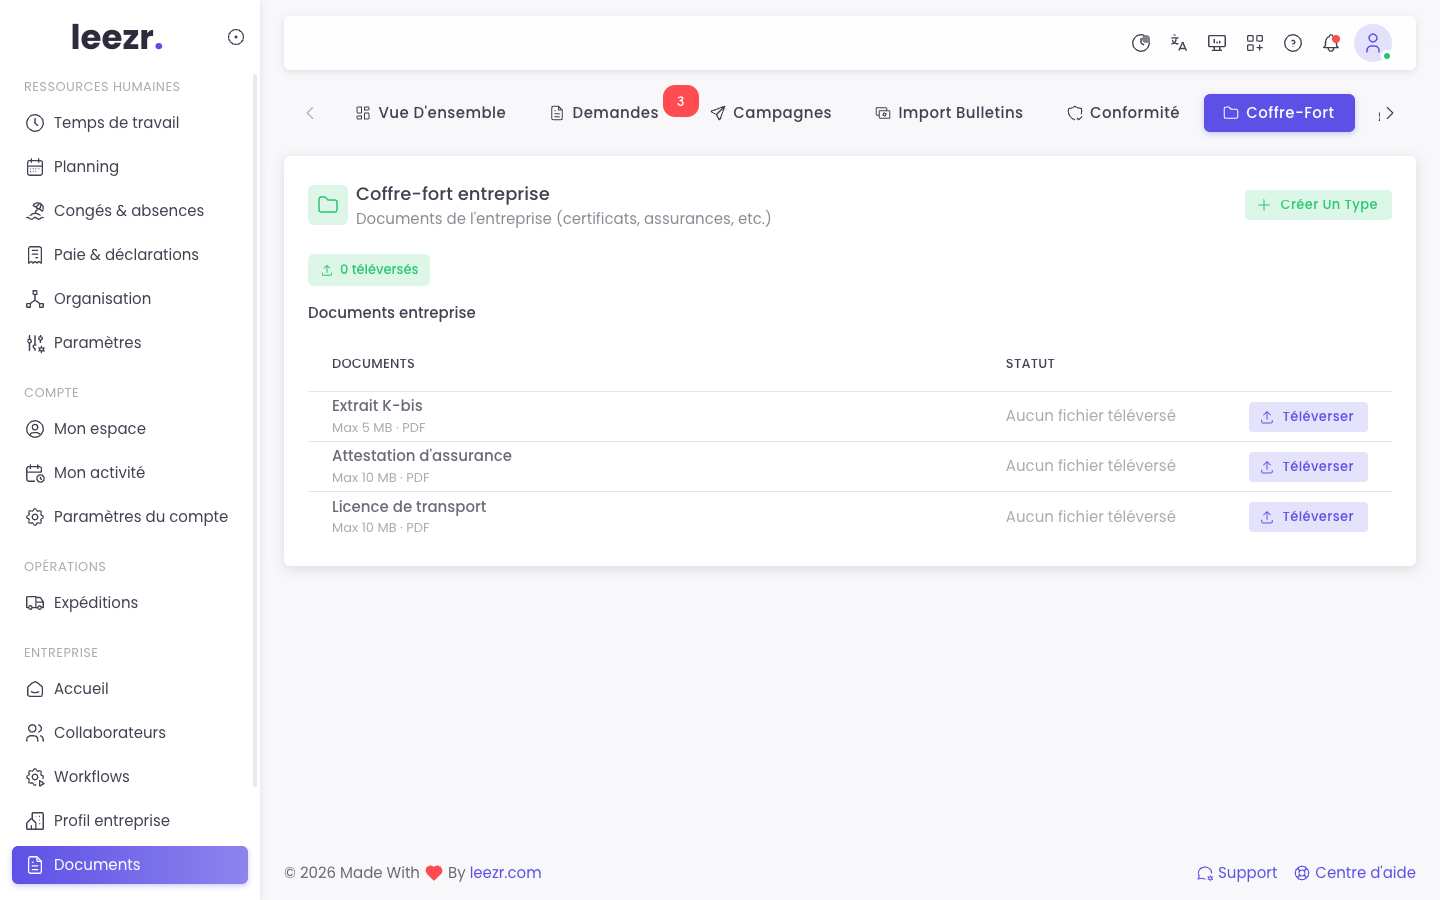 leezr.
RESSOURCES HUMAINES
Temps de travail
Planning
Congés & absences
Paie & déclarations
Organisation
Paramètres
COMPTE
Mon espace
Mon activité
Paramètres du compte
OPÉRATIONS
Expéditions
ENTREPRISE
Accueil
Collaborateurs
Workflows
Profil entreprise
Documents
Vue D'ensemble
Demandes
3
Campagnes
Import Bulletins
Conformité
Coffre-Fort
Coffre-fort entreprise
Documents de l'entreprise (certificats, assurances, etc.)
Créer Un Type
0 téléversés
Documents entreprise
DOCUMENTS STATUT
Extrait K-bis
Max 5 MB · PDF
Aucun fichier téléversé
Téléverser
Attestation d'assurance
Max 10 MB · PDF
Aucun fichier téléversé
Téléverser
Licence de transport
Max 10 MB · PDF
Aucun fichier téléversé
Téléverser
© 2026 Made With By leezr.com
Support
Centre d'aide